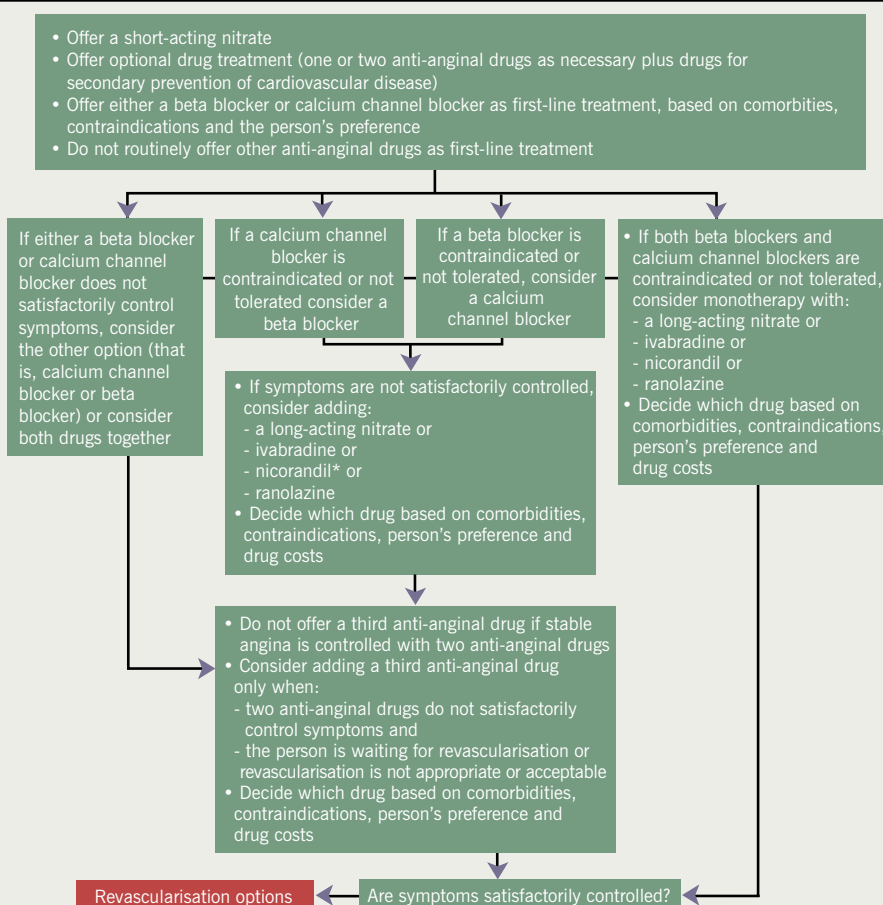 • Offer a short-acting nitrate
• Offer optional drug treatment (one or two anti-anginal drugs as necessary plus drugs for
secondary prevention of cardiovascular disease)
• Offer either a beta blocker or calcium channel blocker as first-line treatment, based on comorbities,
contraindications and the person's preference
• Do not routinely offer other anti-anginal drugs as first-line treatment
If either a beta blocker
or calcium channel
blocker does not
satisfactorily control
symptoms, consider
the other option (that
is, calcium channel
blocker or beta
blocker) or consider
both drugs together
If a calcium channel
blocker is
contraindicated or not
tolerated consider a
beta blocker
If a beta blocker is
contraindicated or
not tolerated, consider
a calcium
channel blocker
• If both beta blockers and
calcium channel blockers are
contraindicated or not tolerated,
consider monotherapy with:
- a long-acting nitrate or
- ivabradine or
- nicorandil or
- ranolazine
• Decide which drug based on
comorbidities, contraindications,
person's preference and
drug costs
• If symptoms are not satisfactorily controlled,
consider adding:
- a long-acting nitrate or
- ivabradine or
- nicorandil* or
- ranolazine
• Decide which drug based on comorbidities,
contraindications, person's preference and
drug costs
• Do not offer a third anti-anginal drug if stable
angina is controlled with two anti-anginal drugs
• Consider adding a third anti-anginal drug
only when:
- two anti-anginal drugs do not satisfactorily
control symptoms and
- the person is waiting for revascularisation or
revascularisation is not appropriate or acceptable
• Decide which drug based on comorbidities,
contraindications, person's preference and
drug costs
Revascularisation options
Are symptoms satisfactorily controlled?